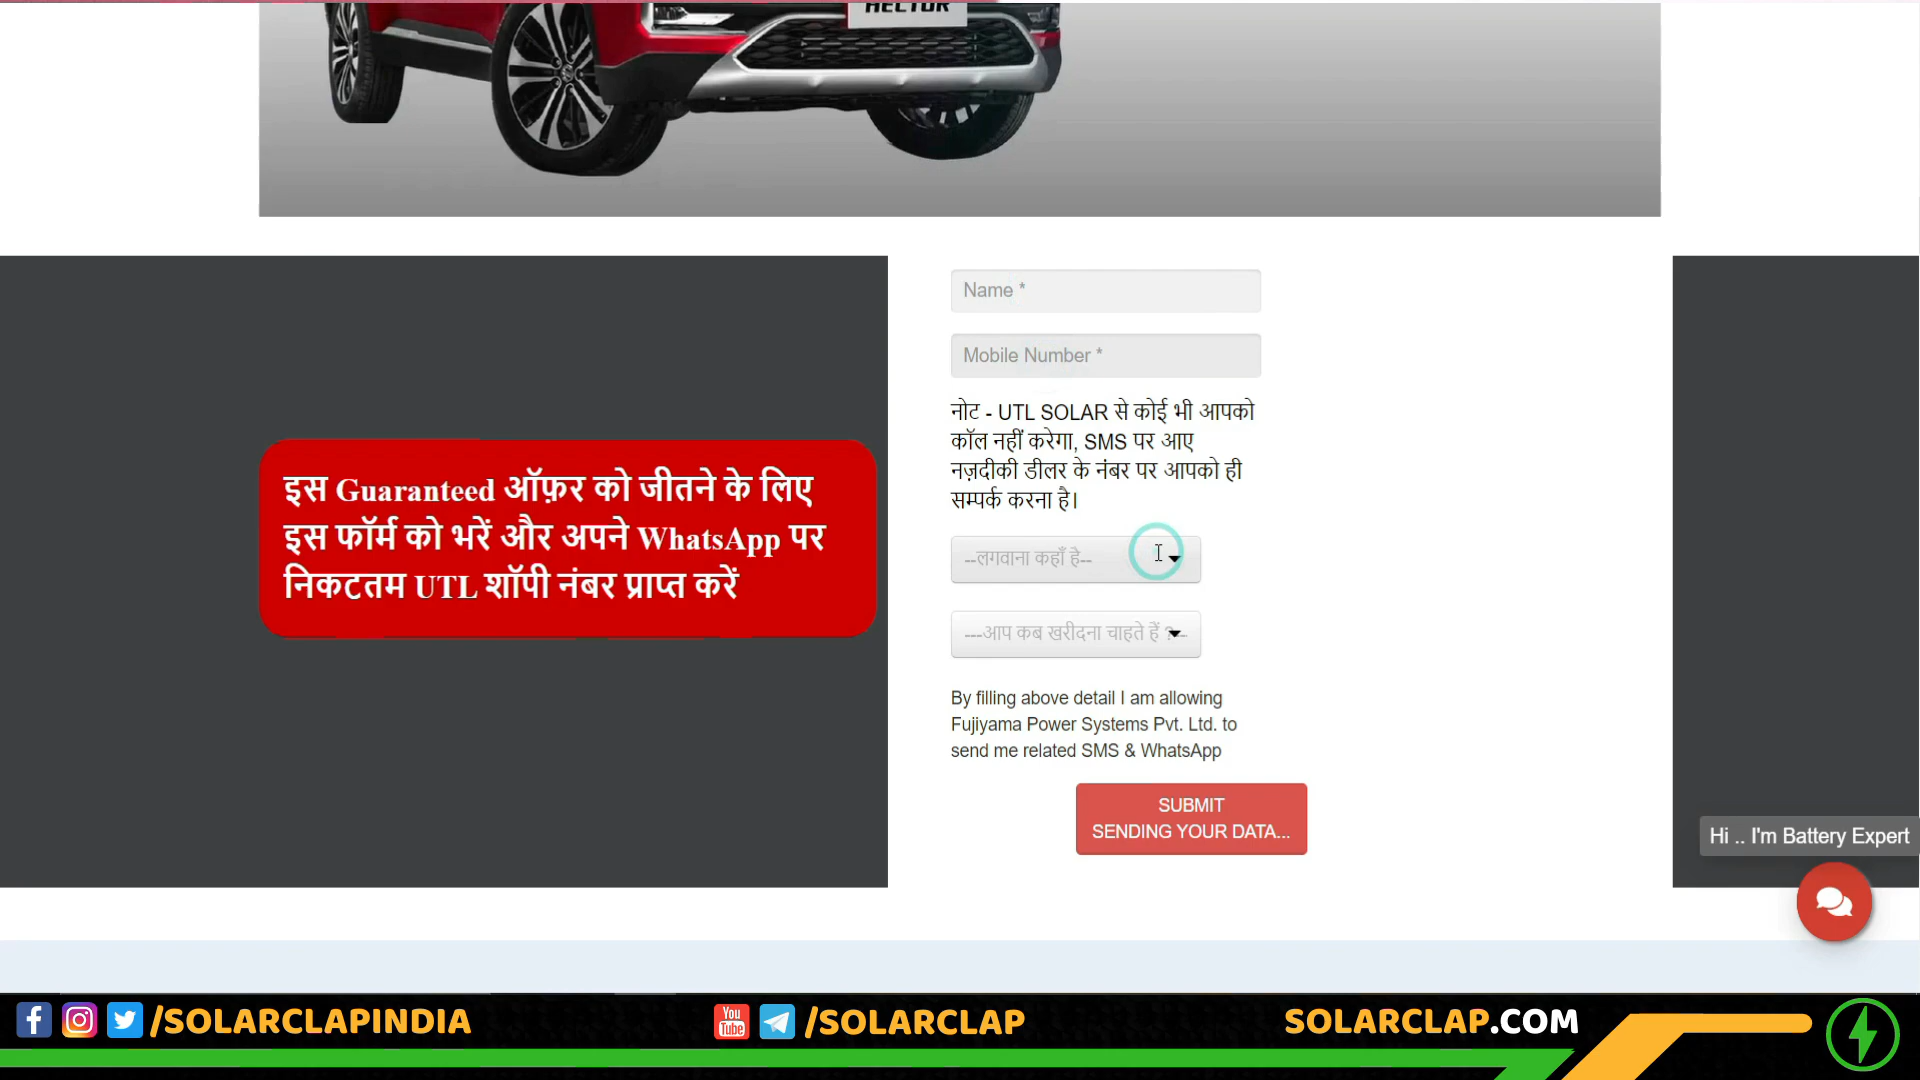 HECTOR
Name *
Mobile Number *
नोट - UTL SOLAR से कोई भी आपको
कॉल नहीं करेगा, SMS पर आए
नज़दीकी डीलर के नंबर पर आपको ही
सम्पर्क करना है।
इस Guaranteed ऑफ़र को जीतने के लिए
इस फॉर्म को भरें और अपने WhatsApp पर
निकटतम UTL शॉपी नंबर प्राप्त करें
--लगवाना कहाँ हे--
---आप कब खरीदना चाहते हैं ?--
By filling above detail I am allowing
Fujiyama Power Systems Pvt. Ltd. to
send me related SMS & WhatsApp
SUBMIT
SENDING YOUR DATA...
Hi .. I'm Battery Expert
/SOLARCLAPINDIA
You
Tube
/SOLARCLAP
SOLARCLAP.COM